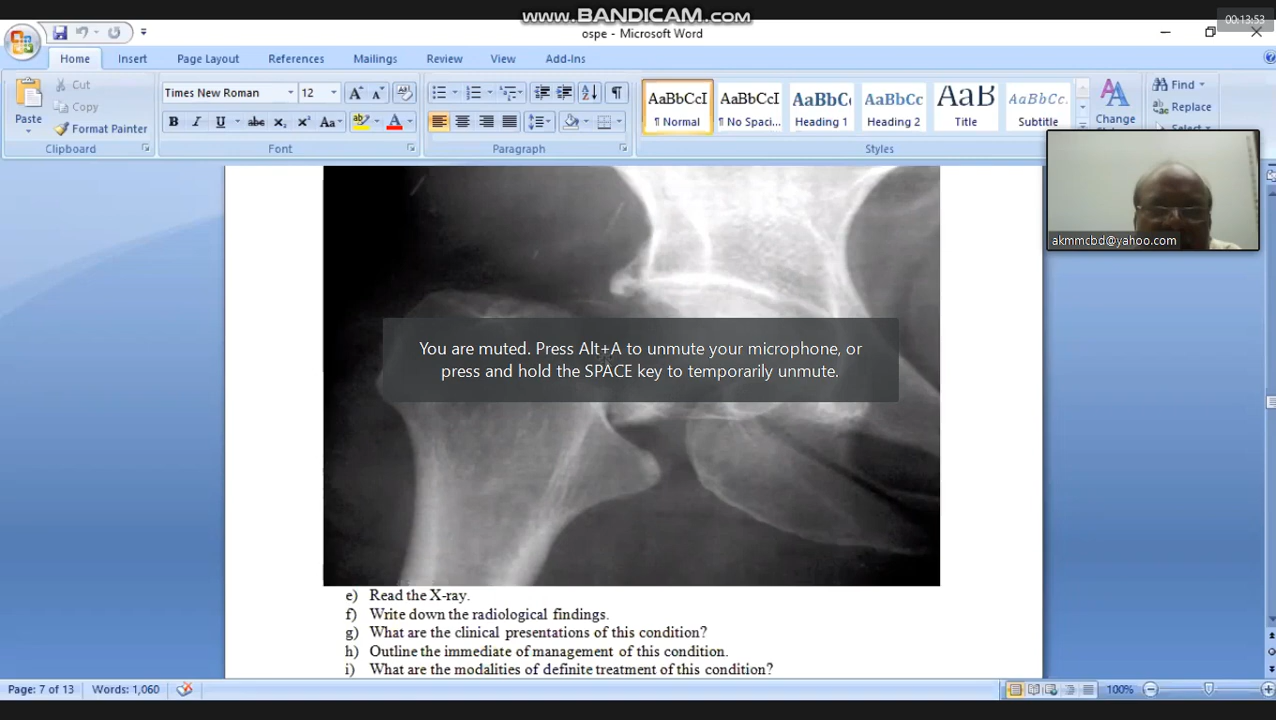 www.BANDICAM.com
00:13:53
ospe - Microsoft Word
Home Insert Page Layout References Mailings Review View Add-Ins
Paste
Cut
Copy
Format Painter
Clipboard
Times New Roman 12
B I U abc X₂ X² Aa
Font
Paragraph
AaBbCcI AaBbCcI AaBbC AaBbCc AaB AaBbCc.
¶ Normal ¶ No Spaci... Heading 1 Heading 2 Title Subtitle
Styles
Change
Find
Replace
Select
akmmcbd@yahoo.com
You are muted. Press Alt+A to unmute your microphone, or
press and hold the SPACE key to temporarily unmute.
e) Read the X-ray.
f) Write down the radiological findings.
g) What are the clinical presentations of this condition?
h) Outline the immediate of management of this condition.
i) What are the modalities of definite treatment of this condition?
Page: 7 of 13 Words: 1,060
100%